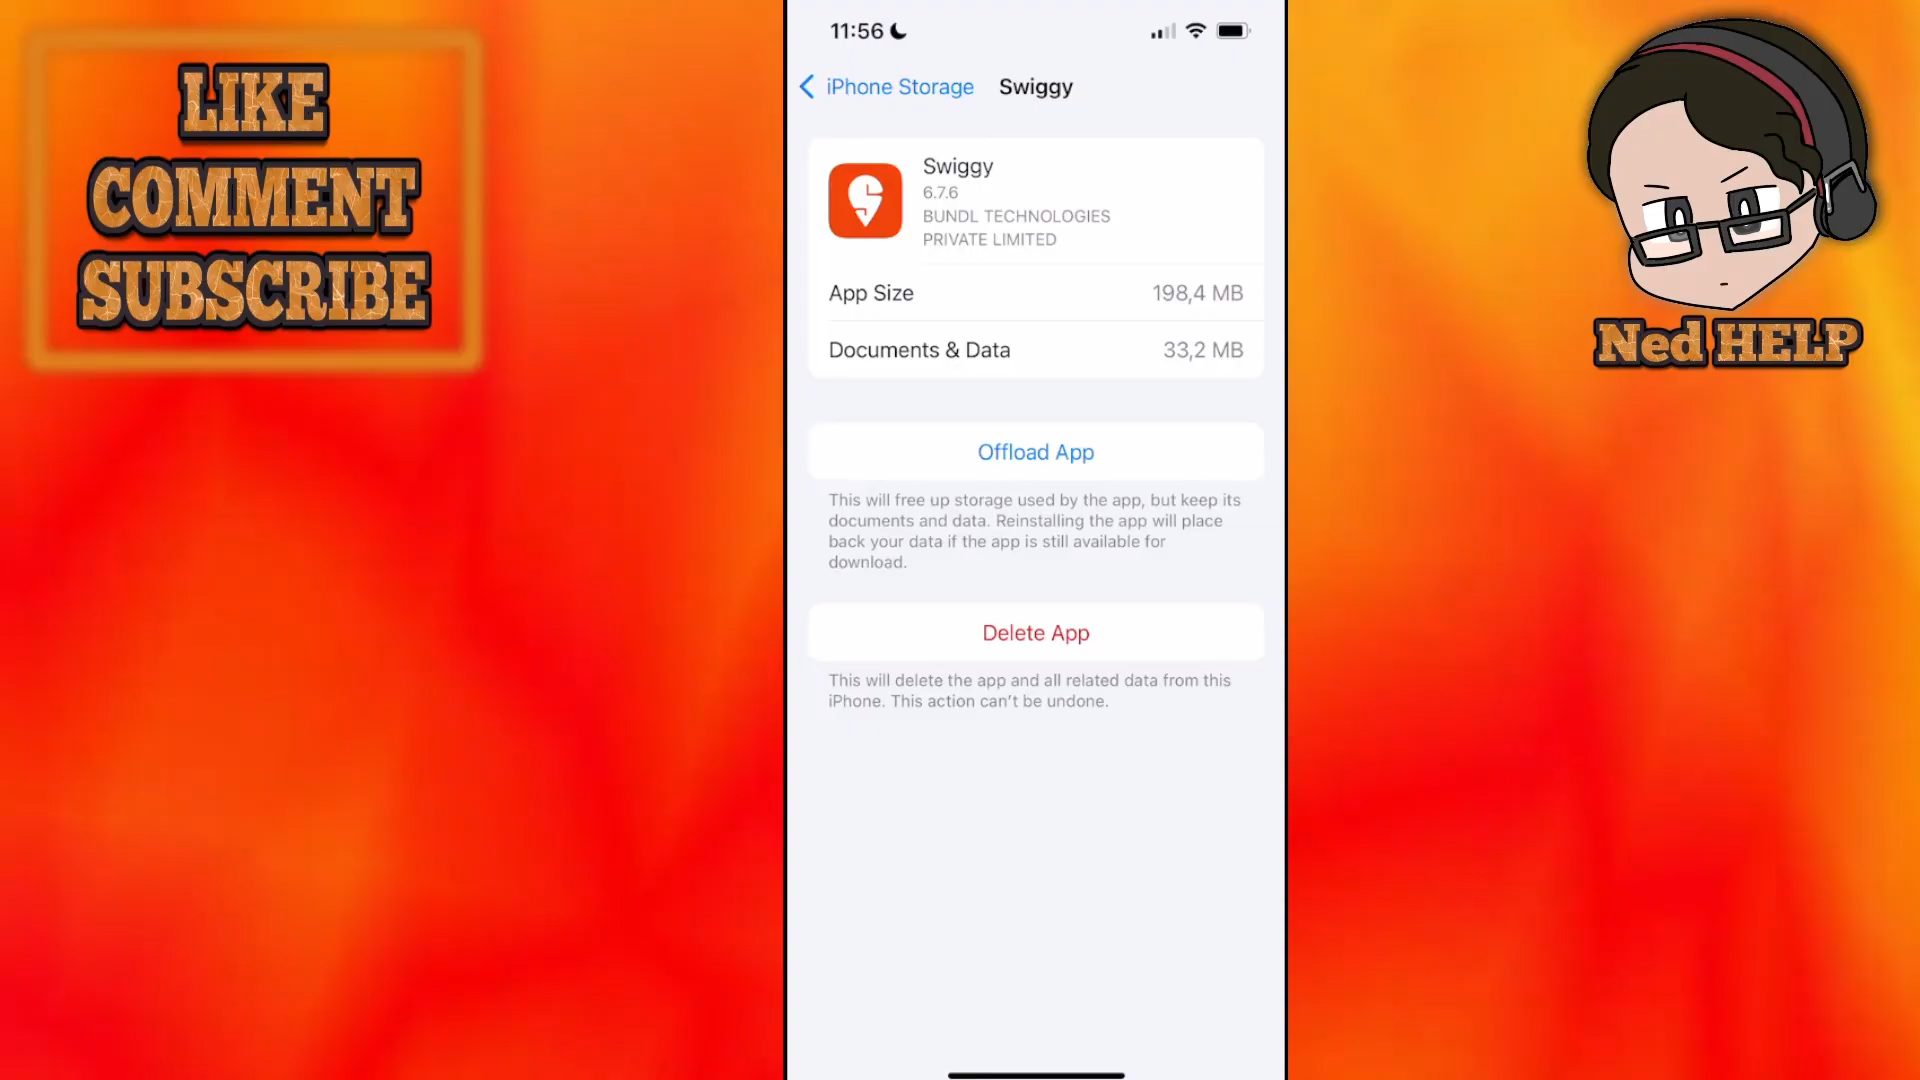 LIKE
COMMENT
SUBSCRIBE
11:56
iPhone Storage Swiggy
Swiggy
6.7.6
BUNDL TECHNOLOGIES
PRIVATE LIMITED
App Size 198,4 MB
Documents & Data 33,2 MB
Offload App
This will free up storage used by the app, but keep its
documents and data. Reinstalling the app will place
back your data if the app is still available for
download.
Delete App
This will delete the app and all related data from this
iPhone. This action can't be undone.
Ned HELP